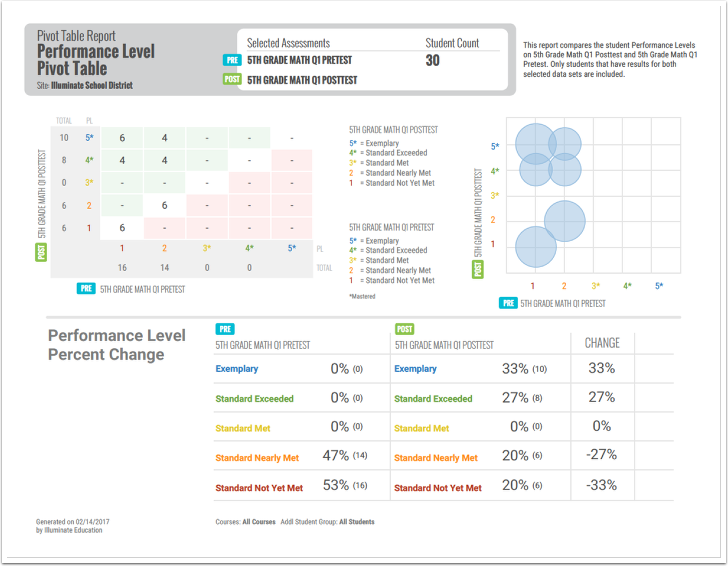 Pivot Table Report
Performance Level
Pivot Table
Site: Illuminate School District
Selected Assessments Student Count
PRE 5TH GRADE MATH Q1 PRETEST 30
POST 5TH GRADE MATH Q1 POSTTEST
This report compares the student Performance Levels
on 5st Grade Math Q1 Posttest and 5st Grade Math Q1
Pretest. Only students that have results for both
selected data sets are included.
TOTAL PL
10 5* 6 4 - - -
8 4* 4 4 - - -
0 3* - - - - -
6 2 - 6 - - -
6 1 6 - - - -
1 2 3* 4* 5* PL
16 14 0 0 TOTAL
POST 5TH GRADE MATH Q1 POSTTEST
PRE 5TH GRADE MATH Q1 PRETEST
5TH GRADE MATH Q1 POSTTEST
5* = Exemplary
4* = Standard Exceeded
3* = Standard Met
2 = Standard Nearly Met
1 = Standard Not Yet Met
5TH GRADE MATH Q1 PRETEST
5* = Exemplary
4* = Standard Exceeded
3* = Standard Met
2 = Standard Nearly Met
1 = Standard Not Yet Met
*Mastered
POST 5TH GRADE MATH Q1 POSTTEST
5*
4*
3*
2
1
1 2 3* 4* 5*
PRE 5TH GRADE MATH Q1 PRETEST
Performance Level
Percent Change
PRE POST
5TH GRADE MATH Q1 PRETEST 5TH GRADE MATH Q1 POSTTEST CHANGE
Exemplary 0% (0) Exemplary 33% (10) 33%
Standard Exceeded 0% (0) Standard Exceeded 27% (8) 27%
Standard Met 0% (0) Standard Met 0% (0) 0%
Standard Nearly Met 47% (14) Standard Nearly Met 20% (6) -27%
Standard Not Yet Met 53% (16) Standard Not Yet Met 20% (6) -33%
Generated on 02/14/2017
by Illuminate Education
Courses: All Courses Addl Student Group: All Students